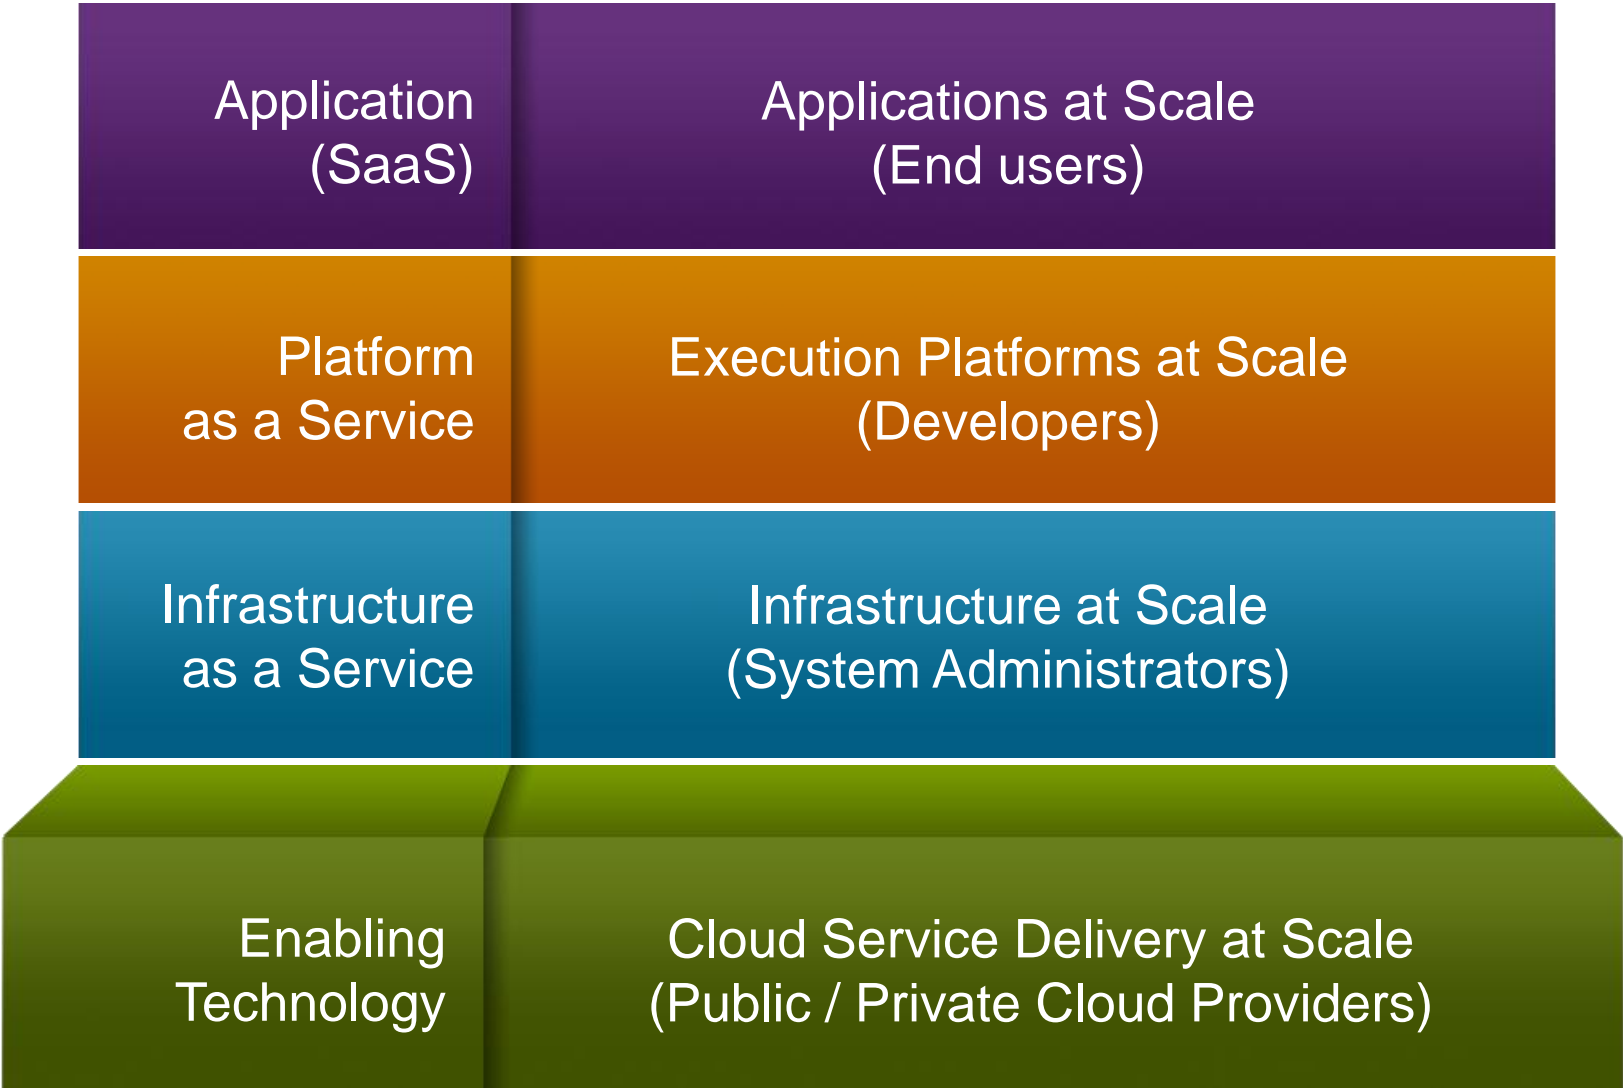 Application
(SaaS)
Applications at Scale
(End users)
Platform
as a Service
Execution Platforms at Scale
(Developers)
Infrastructure
as a Service
Infrastructure at Scale
(System Administrators)
Enabling
Technology
Cloud Service Delivery at Scale
(Public / Private Cloud Providers)